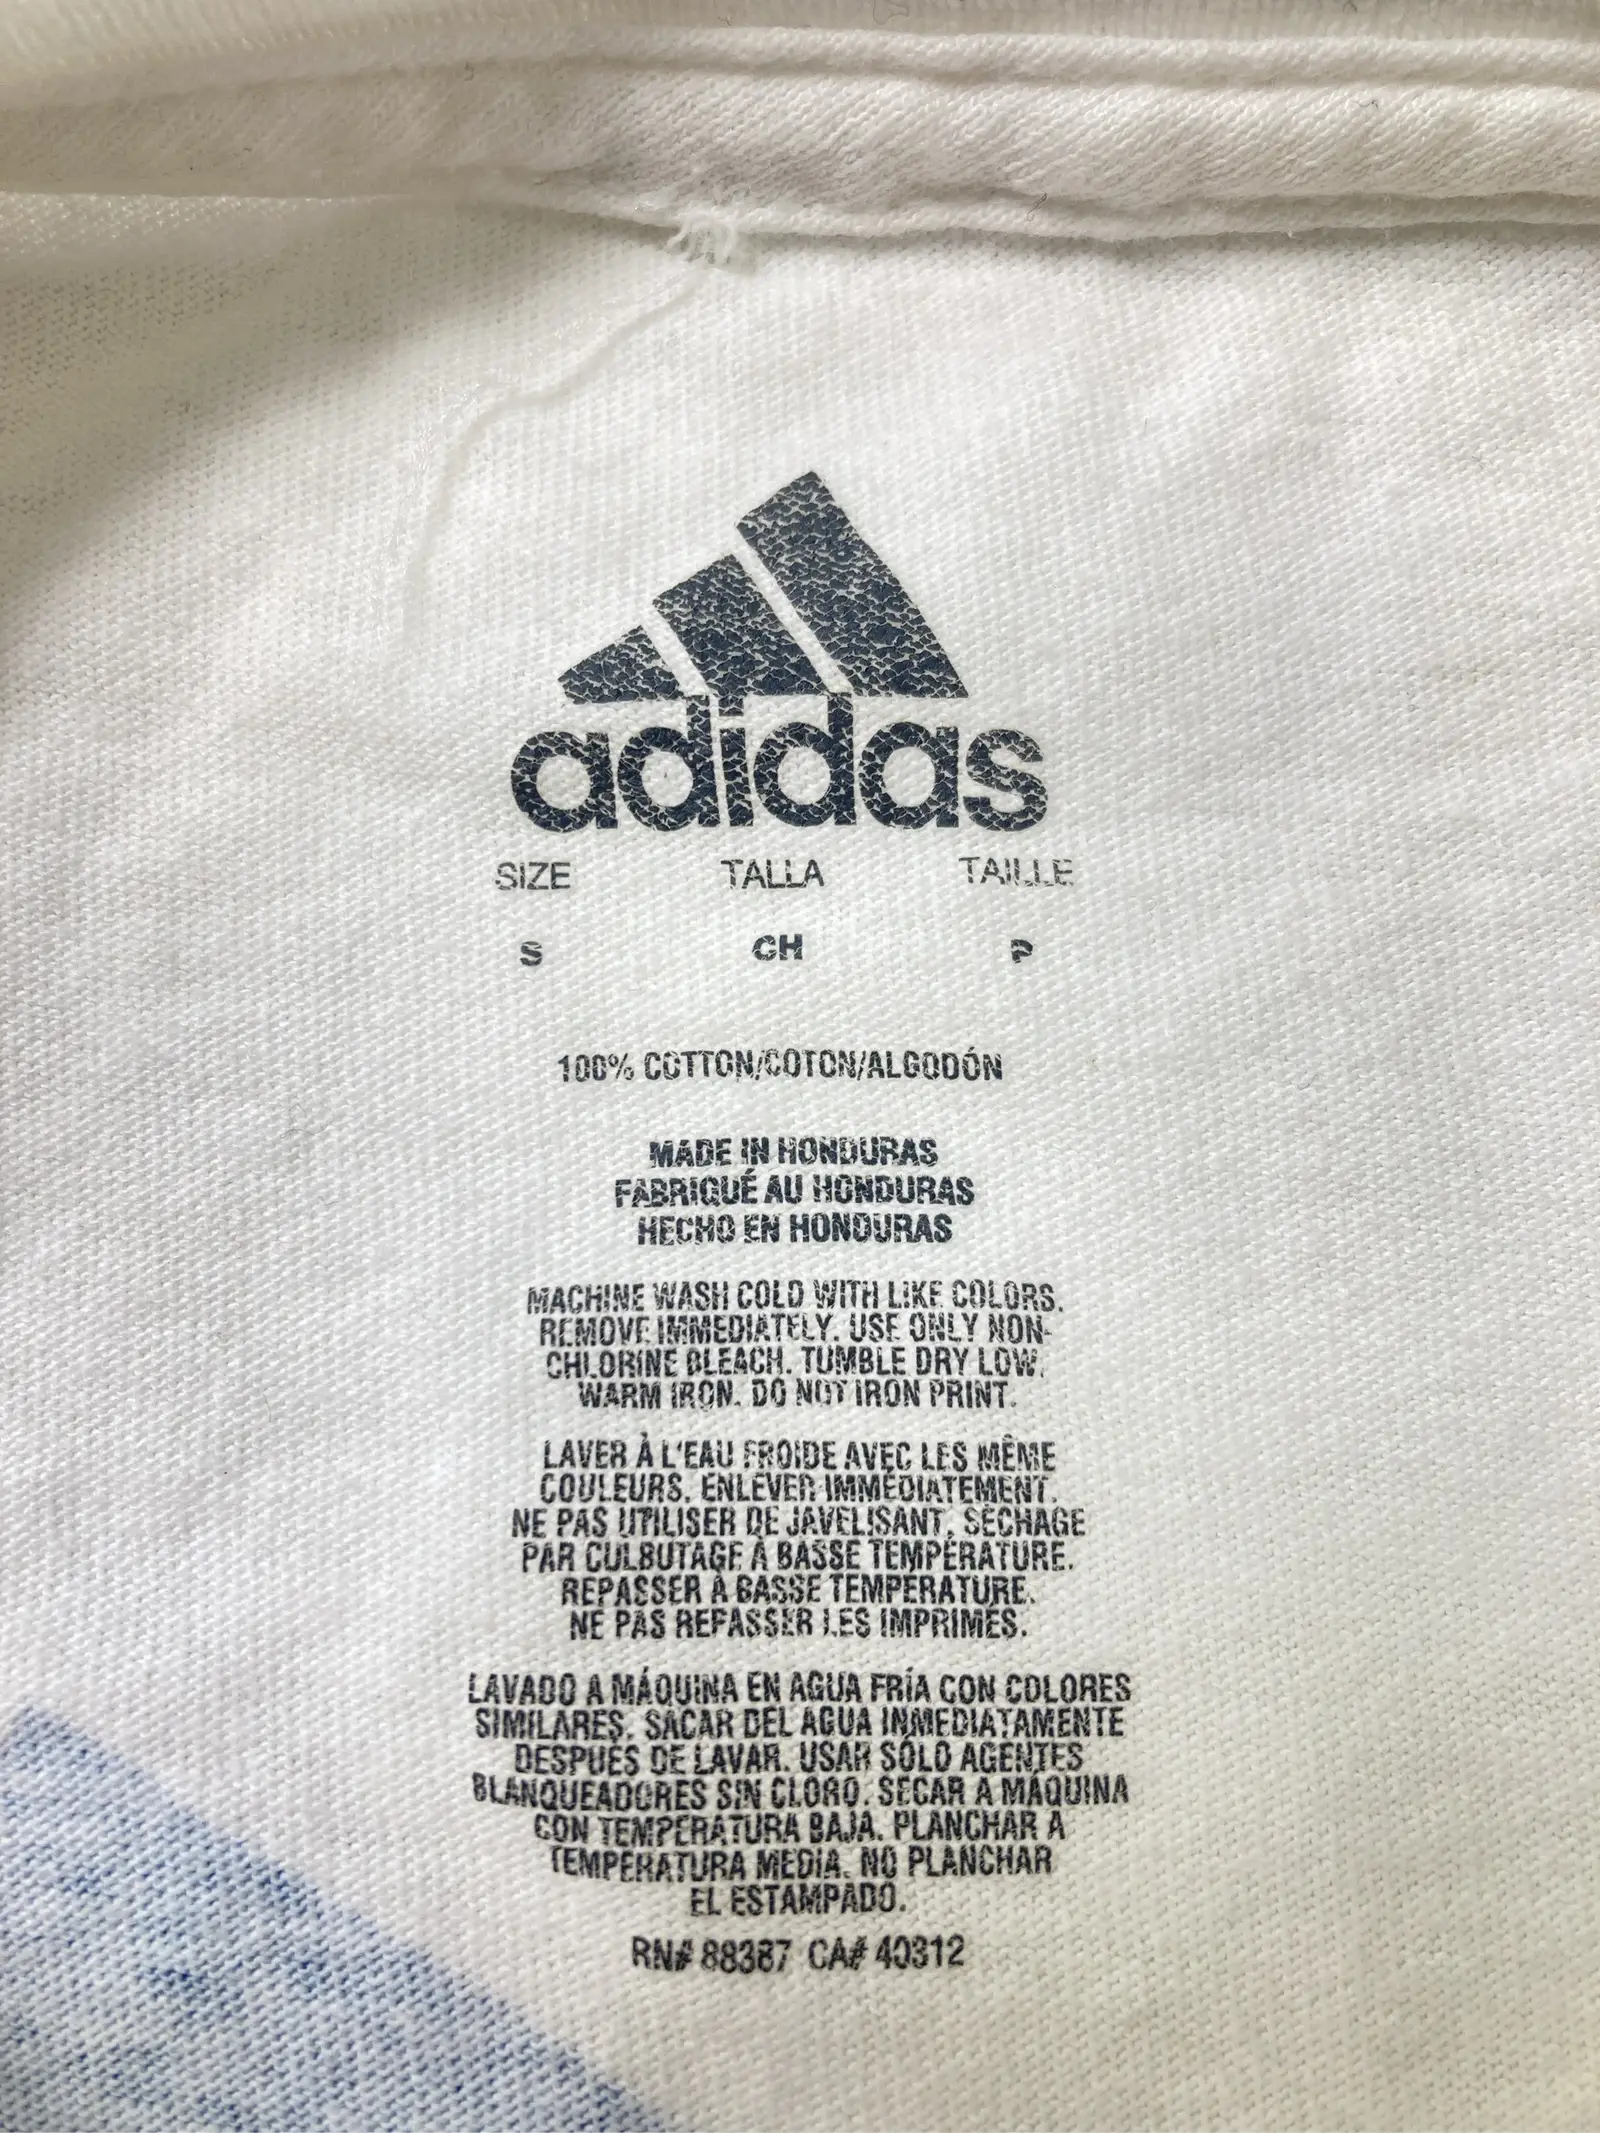 adidas
SIZE TALLA TAILLE
S CH P
100% COTTON/COTON/ALGODÓN
MADE IN HONDURAS
FABRIQUÉ AU HONDURAS
HECHO EN HONDURAS
MACHINE WASH COLD WITH LIKE COLORS.
REMOVE IMMEDIATELY. USE ONLY NON-
CHLORINE BLEACH. TUMBLE DRY LOW.
WARM IRON. DO NOT IRON PRINT.
LAVER À L'EAU FROIDE AVEC LES MÊME
COULEURS. ENLEVER IMMÉDIATEMENT.
NE PAS UTILISER DE JAVELISANT. SÉCHAGE
PAR CULBUTAGE À BASSE TEMPÉRATURE.
REPASSER À BASSE TEMPÉRATURE.
NE PAS REPASSER LES IMPRIMÉS.
LAVADO A MÁQUINA EN AGUA FRÍA CON COLORES
SIMILARES. SACAR DEL AGUA INMEDIATAMENTE
DESPUÉS DE LAVAR. USAR SÓLO AGENTES
BLANQUEADORES SIN CLORO. SECAR A MÁQUINA
CON TEMPERATURA BAJA. PLANCHAR A
TEMPERATURA MEDIA. NO PLANCHAR
EL ESTAMPADO.
RN# 88387 CA# 40312